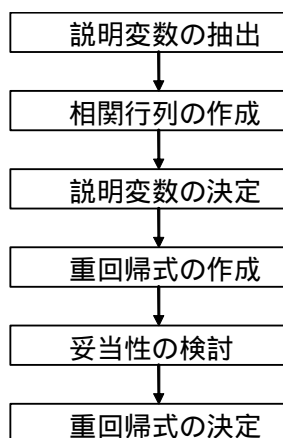 説明変数の抽出
相関行列の作成
説明変数の決定
重回帰式の作成
妥当性の検討
重回帰式の決定